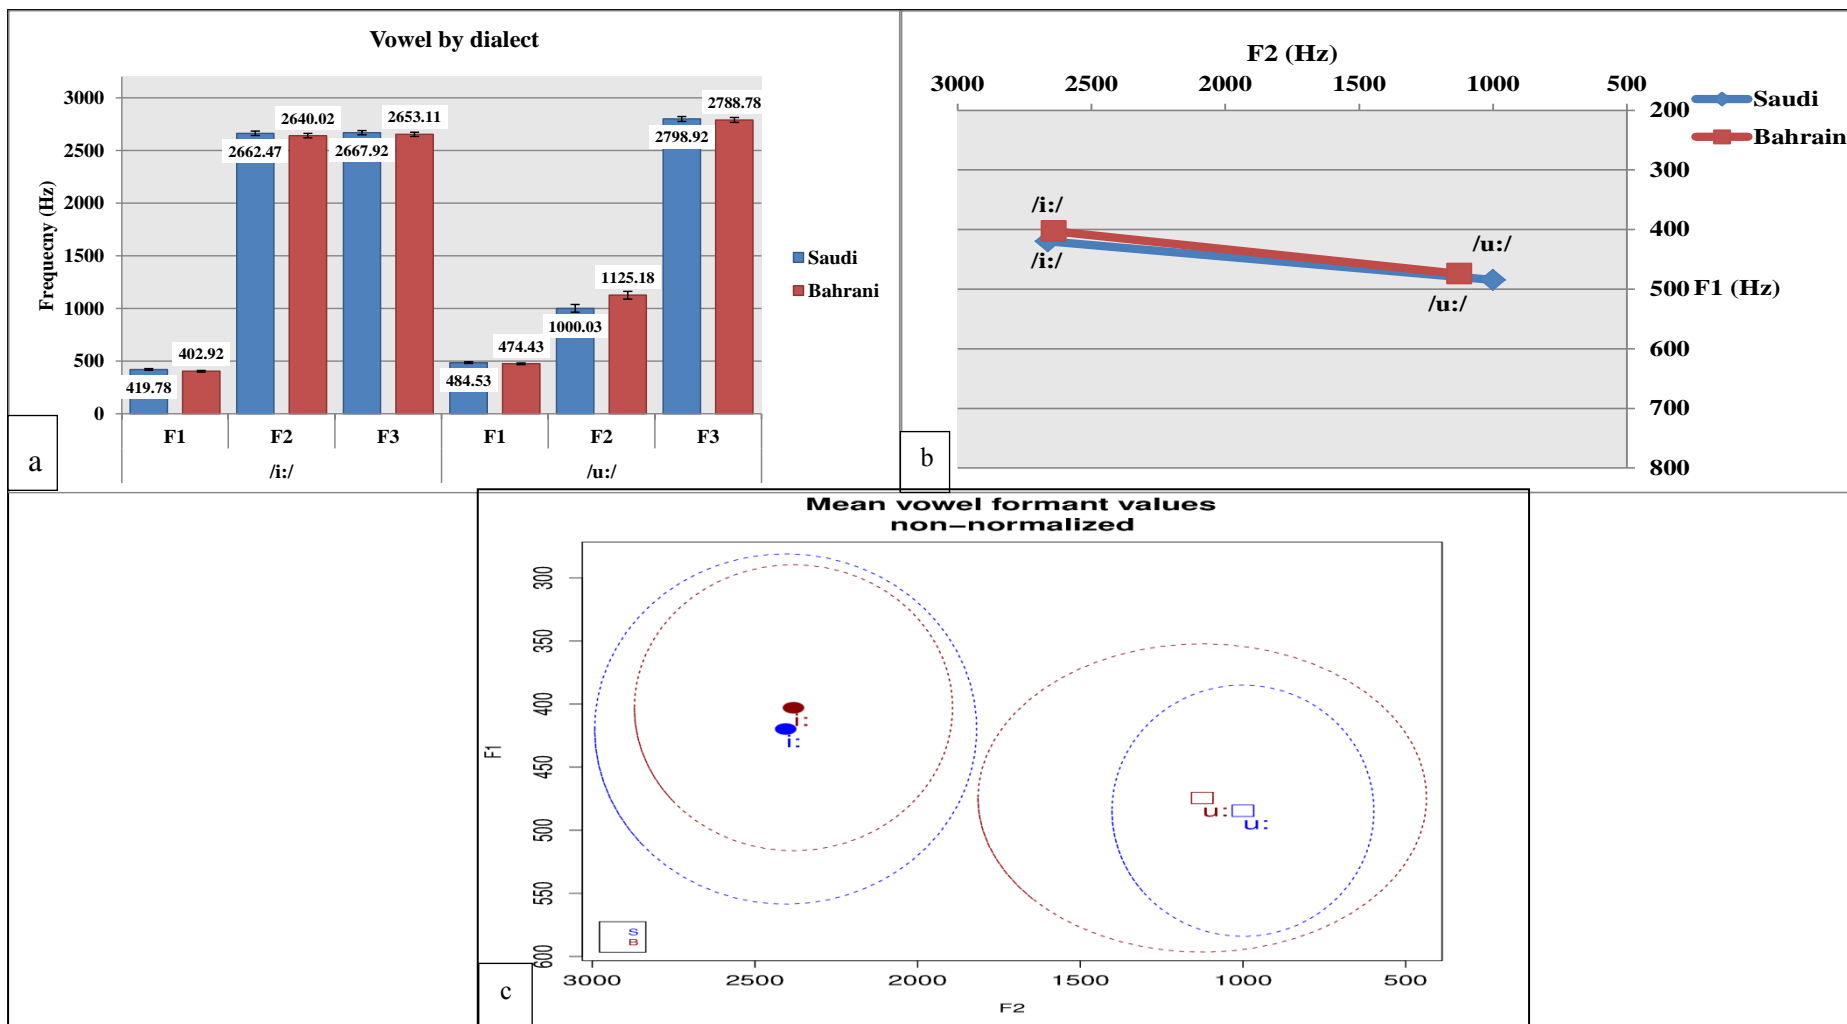 Vowel by dialect
3000
2500
2000
1500
1000
500
0
Frequecny (Hz)
419.78
402.92
2662.47
2640.02
2667.92
2653.11
484.53
474.43
1000.03
1125.18
2798.92
2788.78
F1 F2 F3 F1 F2 F3
/i:/ /u:/
Saudi
Bahrani
a
F2 (Hz)
3000 2500 2000 1500 1000 500
200
300
400
500
600
700
800
F1 (Hz)
/i:/
/i:/
/u:/
/u:/
Saudi
Bahrain
b
Mean vowel formant values
non−normalized
300
350
400
450
500
550
600
F1
i:
i:
u:
u:
S
B
3000 2500 2000 1500 1000 500
F2
c